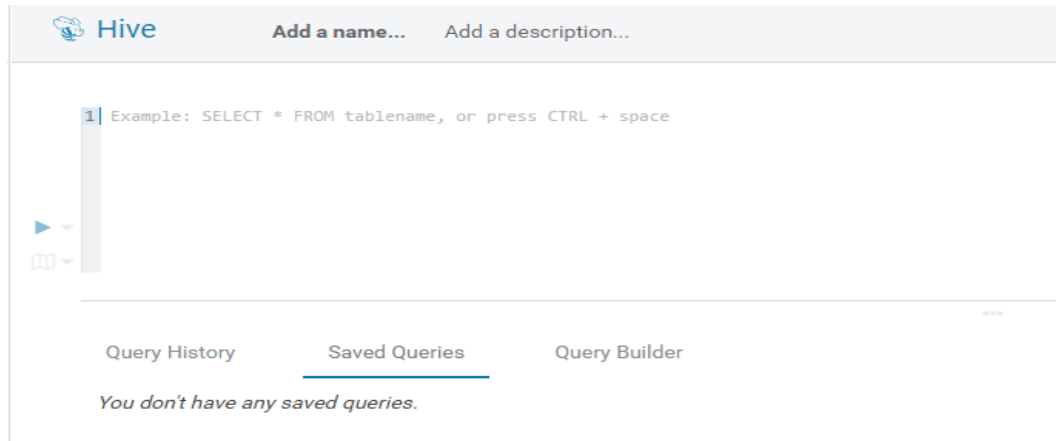 Hive Add a name... Add a description...
1 Example: SELECT * FROM tablename, or press CTRL + space
Query History Saved Queries Query Builder
You don't have any saved queries.